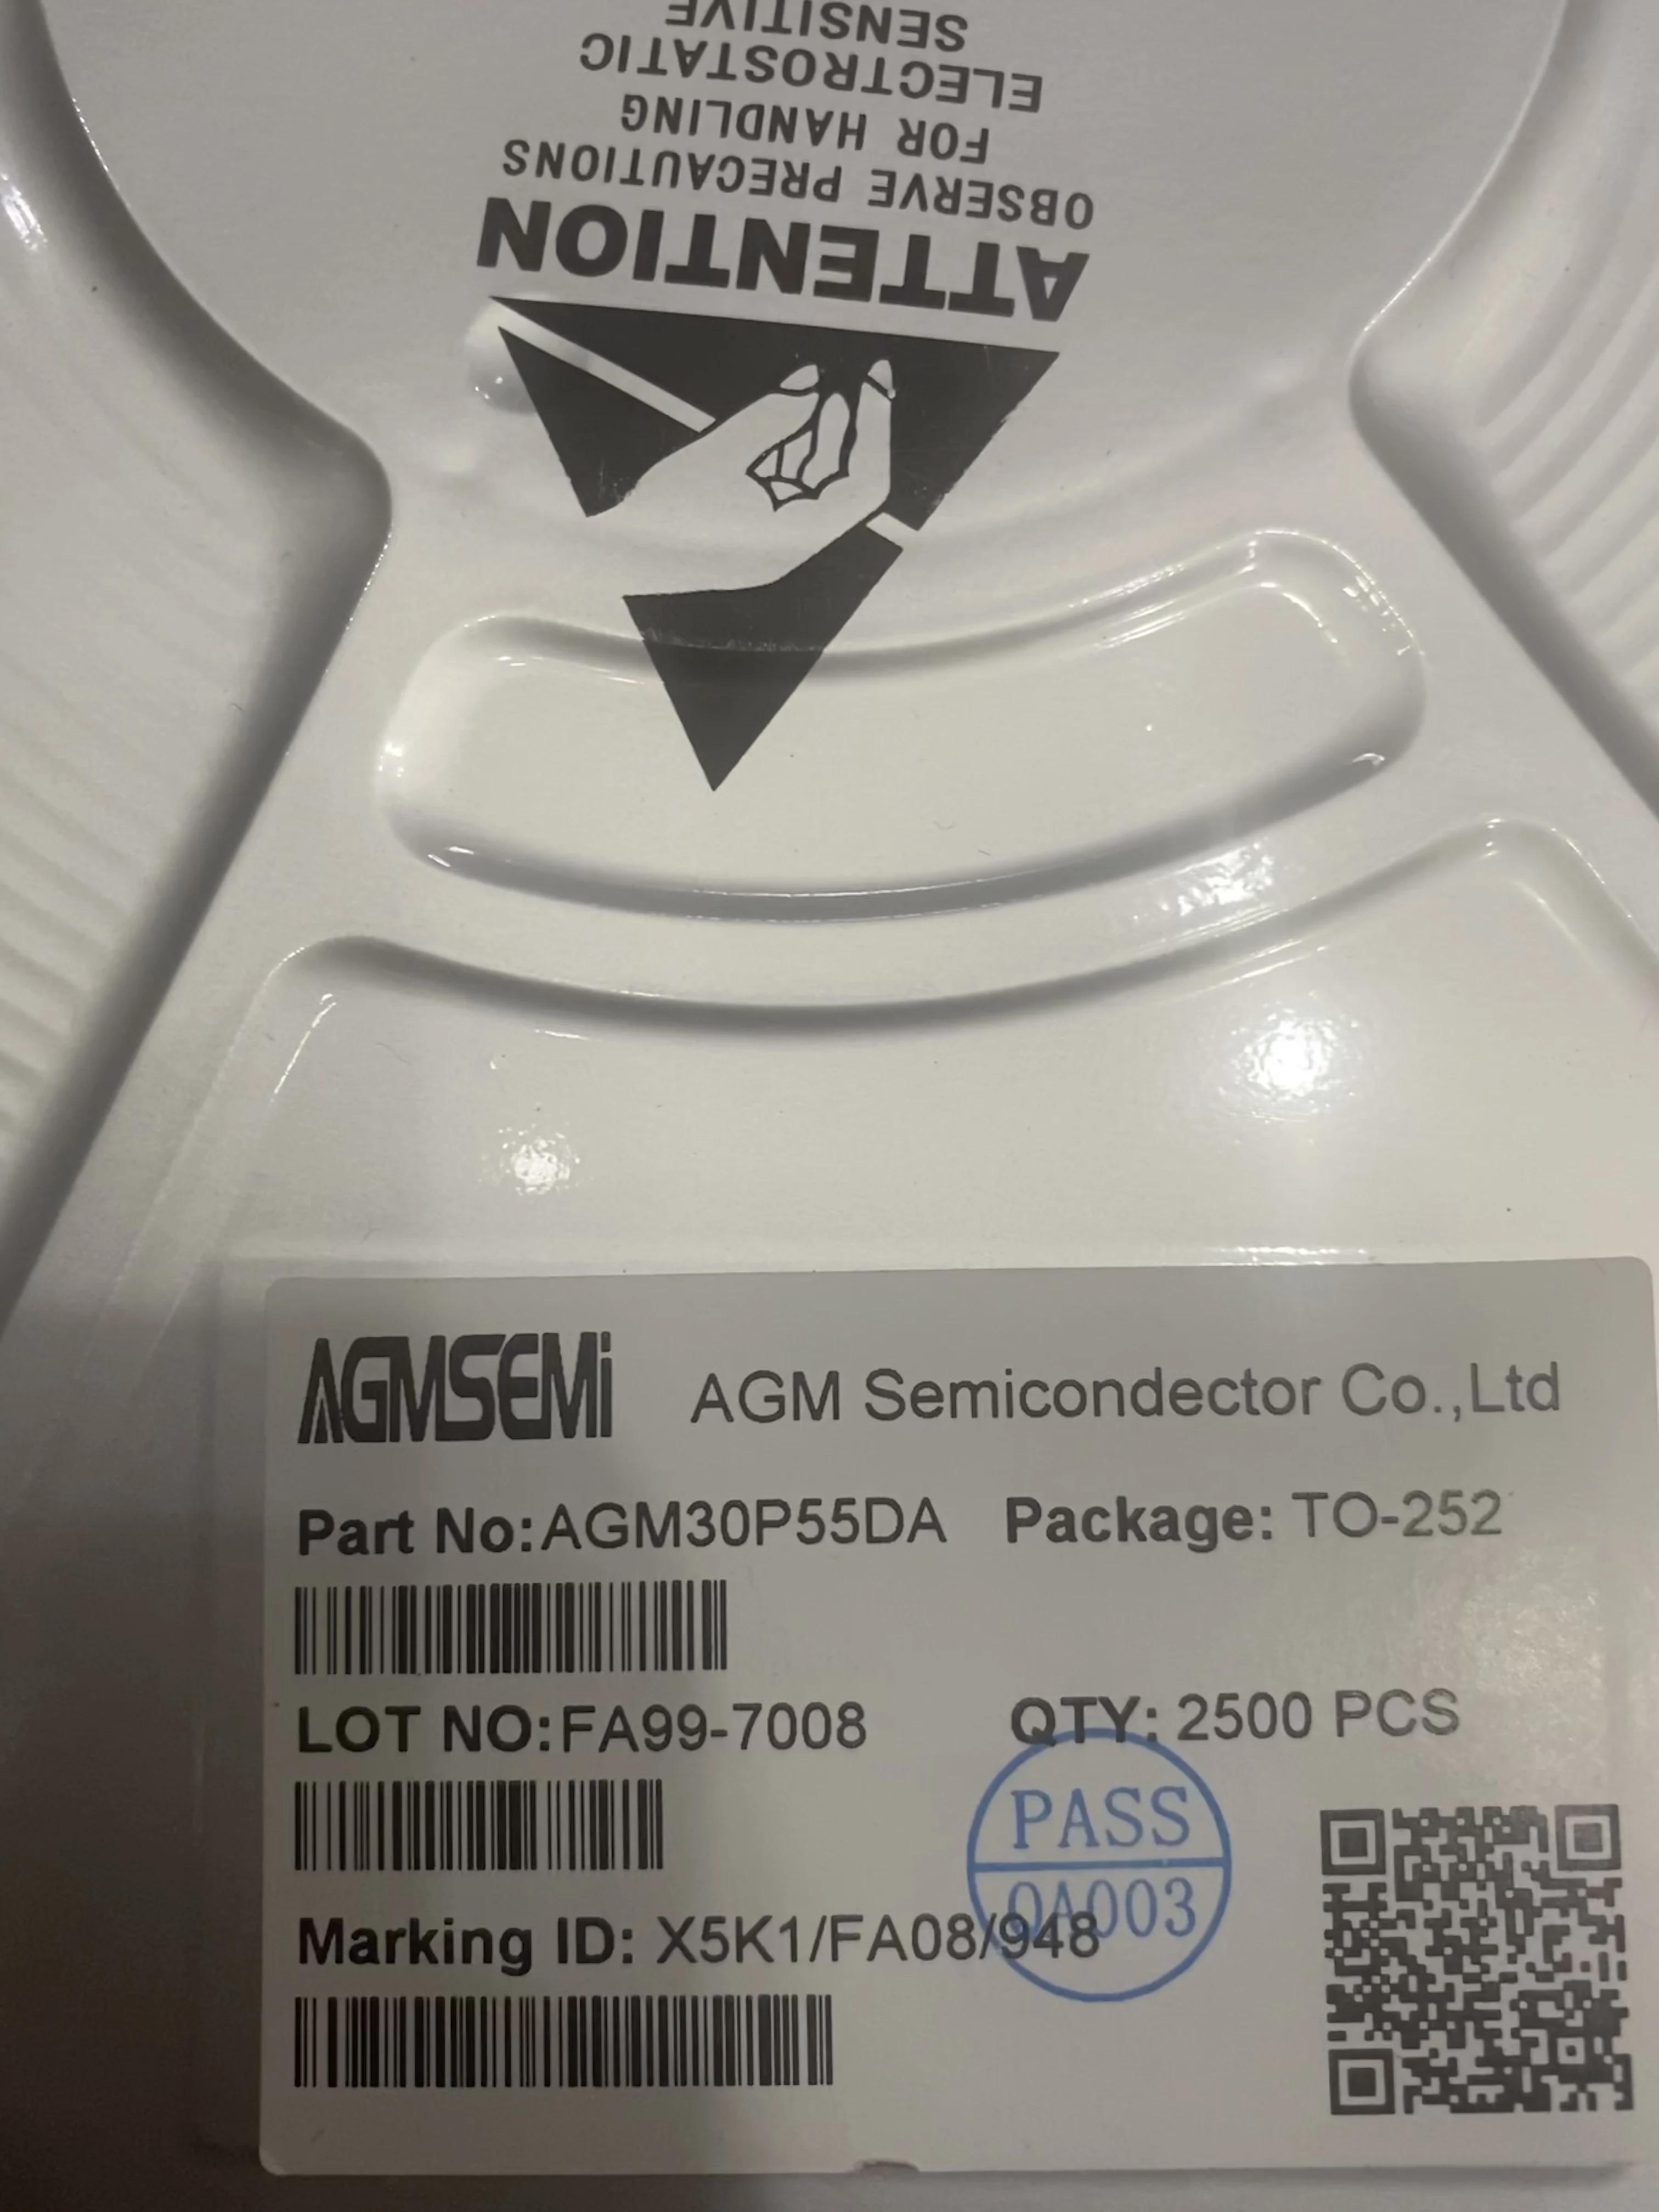 ATTENTION
OBSERVE PRECAUTIONS
FOR HANDLING
ELECTROSTATIC
SENSITIVE
AGMSEMi AGM Semicondector Co.,Ltd
Part No:AGM30P55DA Package: TO-252
LOT NO:FA99-7008 QTY: 2500 PCS
PASS
QA003
Marking ID: X5K1/FA08/948